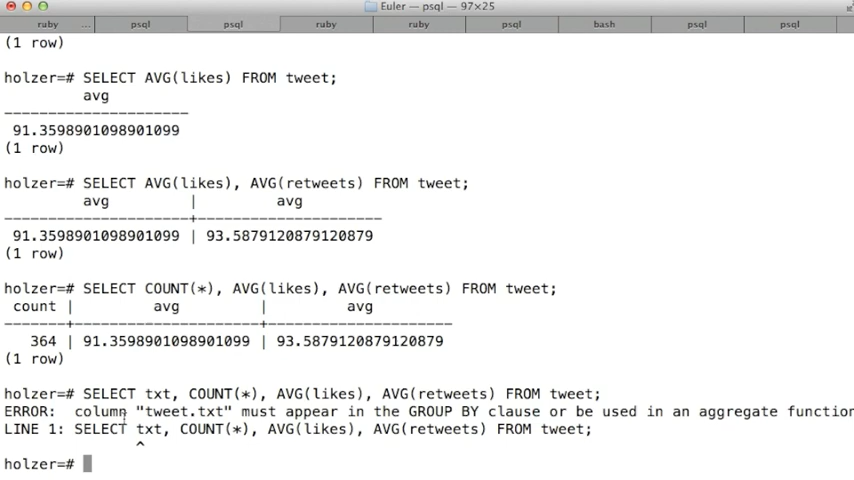 Euler — psql — 97×25
ruby ... psql psql ruby ruby psql bash psql psql
(1 row)
holzer=# SELECT AVG(likes) FROM tweet;
avg
---------------------
91.3598901098901099
(1 row)
holzer=# SELECT AVG(likes), AVG(retweets) FROM tweet;
avg | avg
---------------------+---------------------
91.3598901098901099 | 93.5879120879120879
(1 row)
holzer=# SELECT COUNT(*), AVG(likes), AVG(retweets) FROM tweet;
count | avg | avg
-------+---------------------+---------------------
364 | 91.3598901098901099 | 93.5879120879120879
(1 row)
holzer=# SELECT txt, COUNT(*), AVG(likes), AVG(retweets) FROM tweet;
ERROR: column "tweet.txt" must appear in the GROUP BY clause or be used in an aggregate function
LINE 1: SELECT txt, COUNT(*), AVG(likes), AVG(retweets) FROM tweet;
^
holzer=#